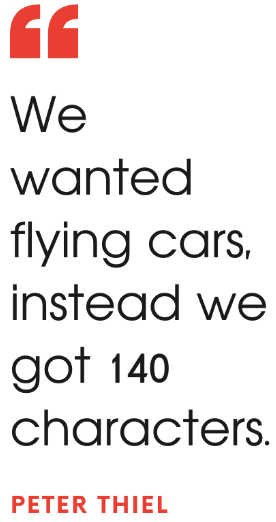 “
We
wanted
flying cars,
instead we
got 140
characters.
PETER THIEL